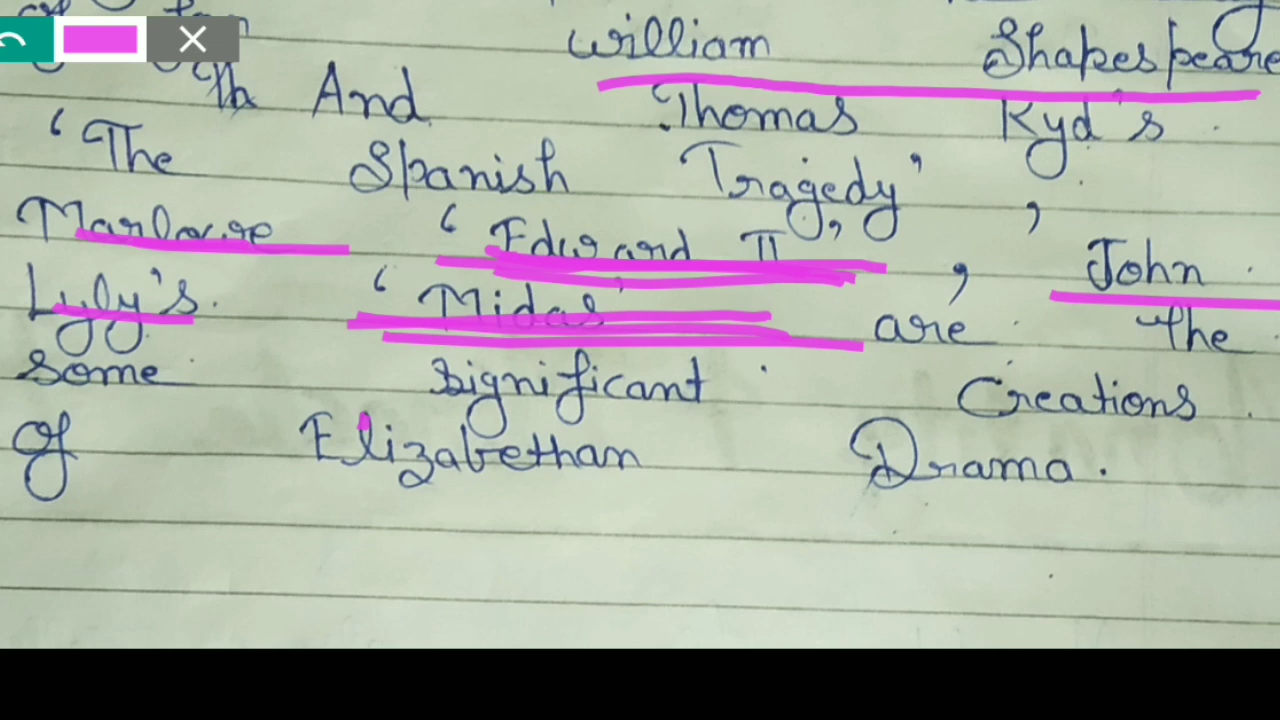 William Shakespeare
And Thomas Kyd's
'The Spanish Tragedy',
Marlowe 'Edward II', John
Lyly's 'Midas' are the
some significant Creations
of Elizabethan Drama.